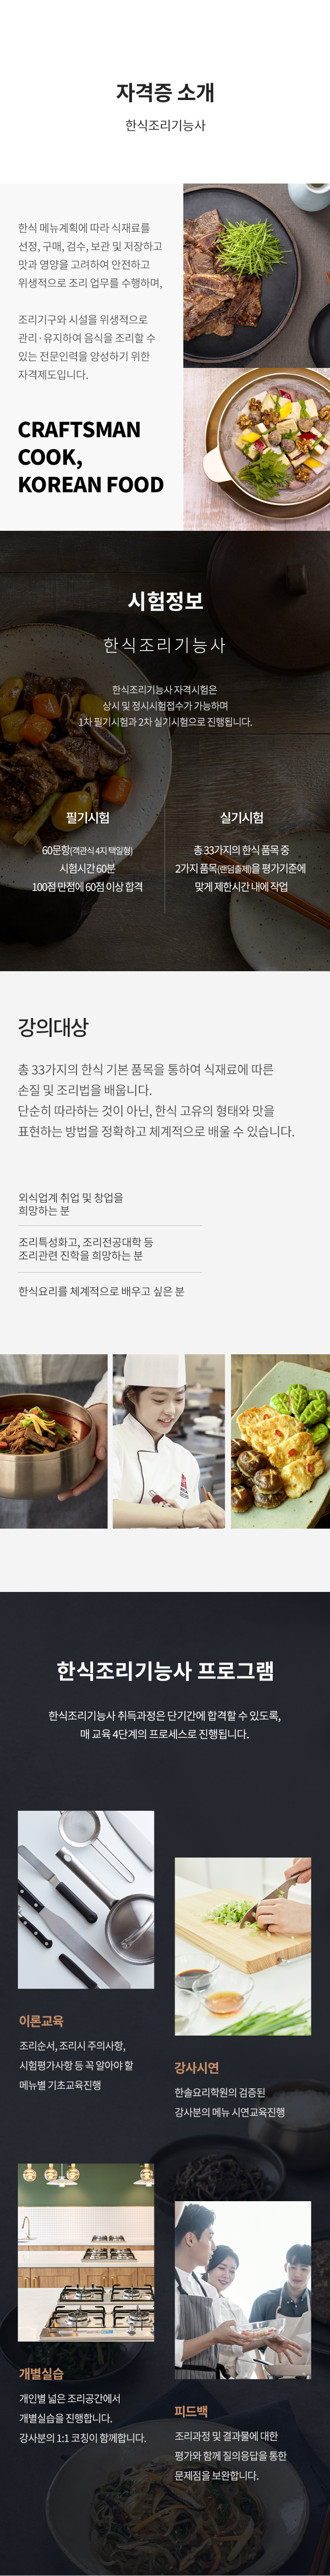 자격증 소개
한식조리기능사
한식 메뉴계획에 따라 식재료를
선정, 구매, 검수, 보관 및 저장하고
맛과 영양을 고려하여 안전하고
위생적으로 조리 업무를 수행하며,
조리기구와 시설을 위생적으로
관리·유지하여 음식을 조리할 수
있는 전문인력을 양성하기 위한
자격제도입니다.
CRAFTSMAN
COOK,
KOREAN FOOD
시험정보
한식조리기능사
한식조리기능사 자격시험은
상시 및 정시시험접수가 가능하며
1차 필기시험과 2차 실기시험으로 진행됩니다.
필기시험
60문항(객관식 4지 택일형)
시험시간 60분
100점 만점에 60점 이상 합격
실기시험
총 33가지의 한식 품목 중
2가지 품목(랜덤출제)을 평가기준에
맞게 제한시간 내에 작업
강의대상
총 33가지의 한식 기본 품목을 통하여 식재료에 따른
손질 및 조리법을 배웁니다.
단순히 따라하는 것이 아닌, 한식 고유의 형태와 맛을
표현하는 방법을 정확하고 체계적으로 배울 수 있습니다.
외식업계 취업 및 창업을
희망하는 분
조리특성화고, 조리전공대학 등
조리관련 진학을 희망하는 분
한식요리를 체계적으로 배우고 싶은 분
한식조리기능사 프로그램
한식조리기능사 취득과정은 단기간에 합격할 수 있도록,
매 교육 4단계의 프로세스로 진행됩니다.
이론교육
조리순서, 조리시 주의사항,
시험평가사항 등 꼭 알아야 할
메뉴별 기초교육진행
강사시연
한솔요리학원의 검증된
강사분의 메뉴 시연교육진행
개별실습
개인별 넓은 조리공간에서
개별실습을 진행합니다.
강사분의 1:1 코칭이 함께합니다.
피드백
조리과정 및 결과물에 대한
평가와 함께 질의응답을 통한
문제점을 보완합니다.